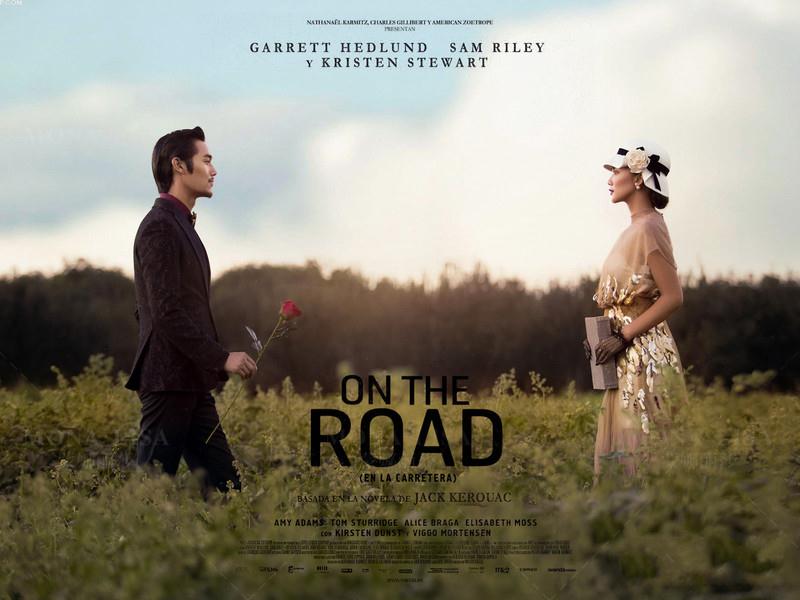 NATHANAËL KARMITZ, CHARLES GILLIBERT Y AMERICAN ZOETROPE
PRESENTAN
GARRETT HEDLUND SAM RILEY
Y KRISTEN STEWART
ON THE
ROAD
(EN LA CARRETERA)
BASADA EN LA NOVELA DE JACK KEROUAC
AMY ADAMS TOM STURRIDGE ALICE BRAGA ELISABETH MOSS
CON KIRSTEN DUNST Y VIGGO MORTENSEN